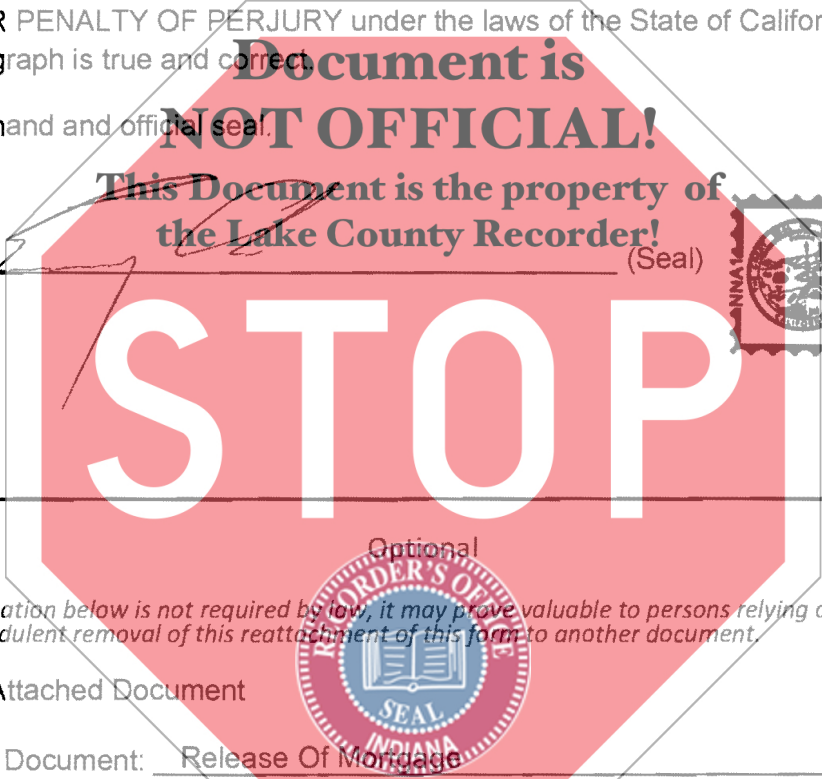 R PENALTY OF PERJURY under the laws of the State of Califor
graph is true and correct.
Document is
hand and official seal.
NOT OFFICIAL!
This Document is the property of
the Lake County Recorder!
(Seal)
NNA1
STOP
Optional
ation below is not required by law, it may prove valuable to persons relying o
dulent removal of this reattachment of this form to another document.
RECORDER'S OFFICE
SEAL
INDIANA
Attached Document
Document: Release Of Mortgage